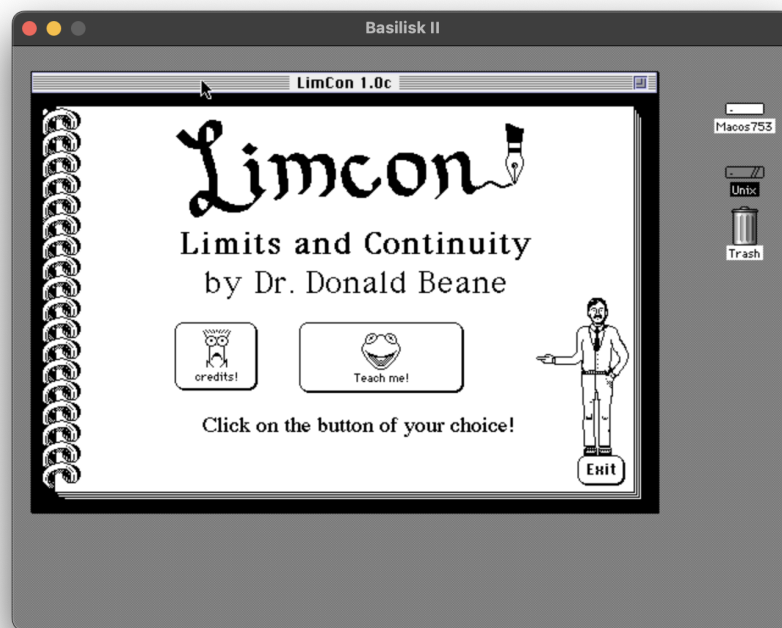 Basilisk II
LimCon 1.0c
Macos753
Unix
Trash
Limcon
Limits and Continuity
by Dr. Donald Beane
credits!
Teach me!
Click on the button of your choice!
Exit